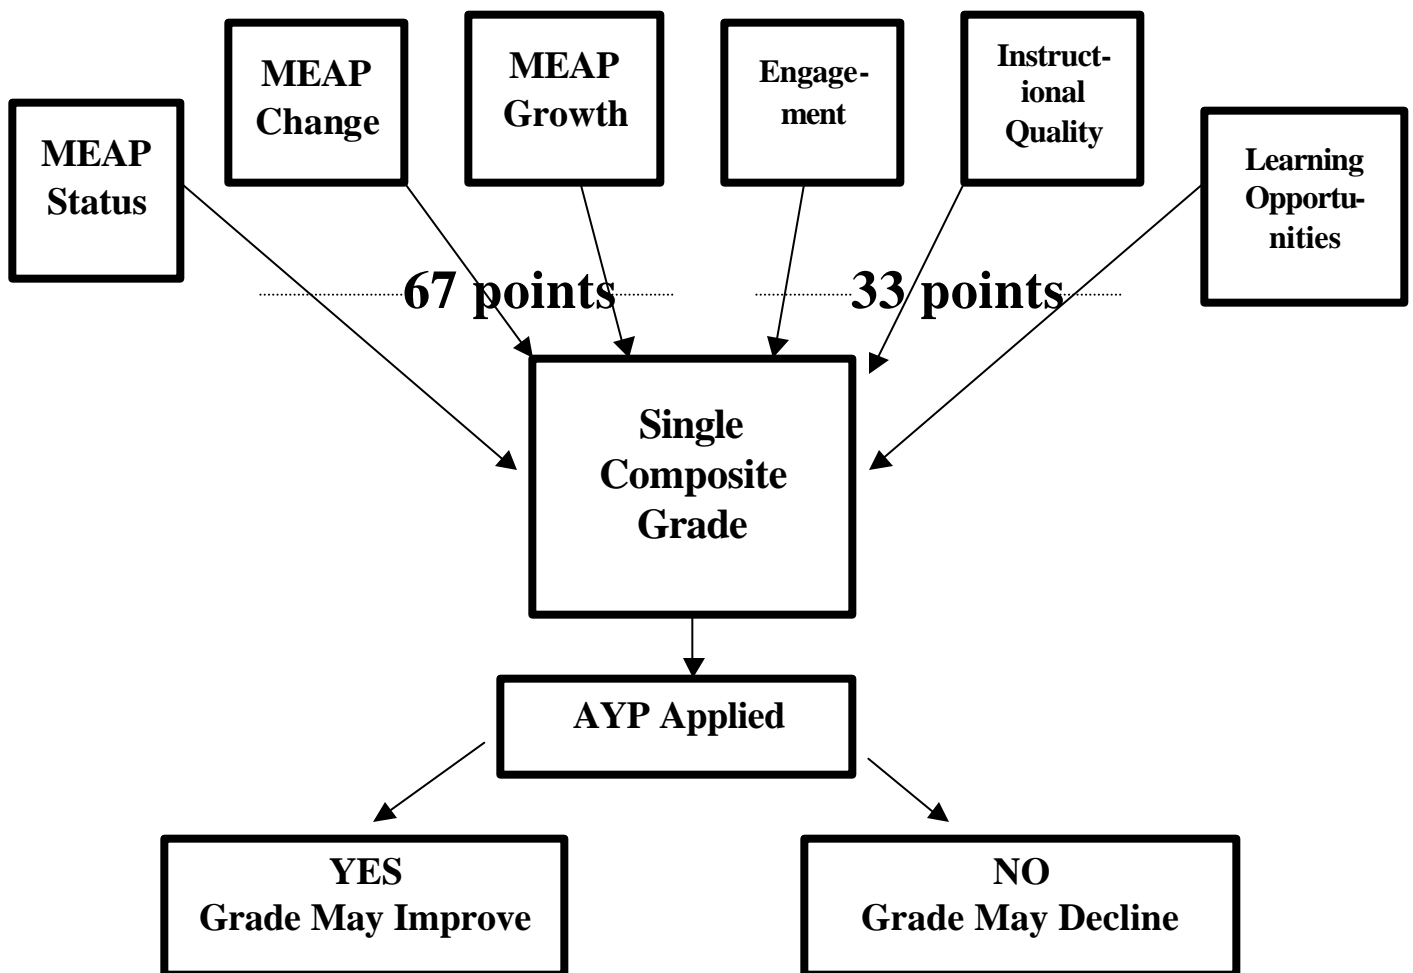 MEAP
Status
MEAP
Change
MEAP
Growth
Engage-
ment
Instruct-
ional
Quality
Learning
Opportu-
nities
67 points
33 points
Single
Composite
Grade
AYP Applied
YES
Grade May Improve
NO
Grade May Decline